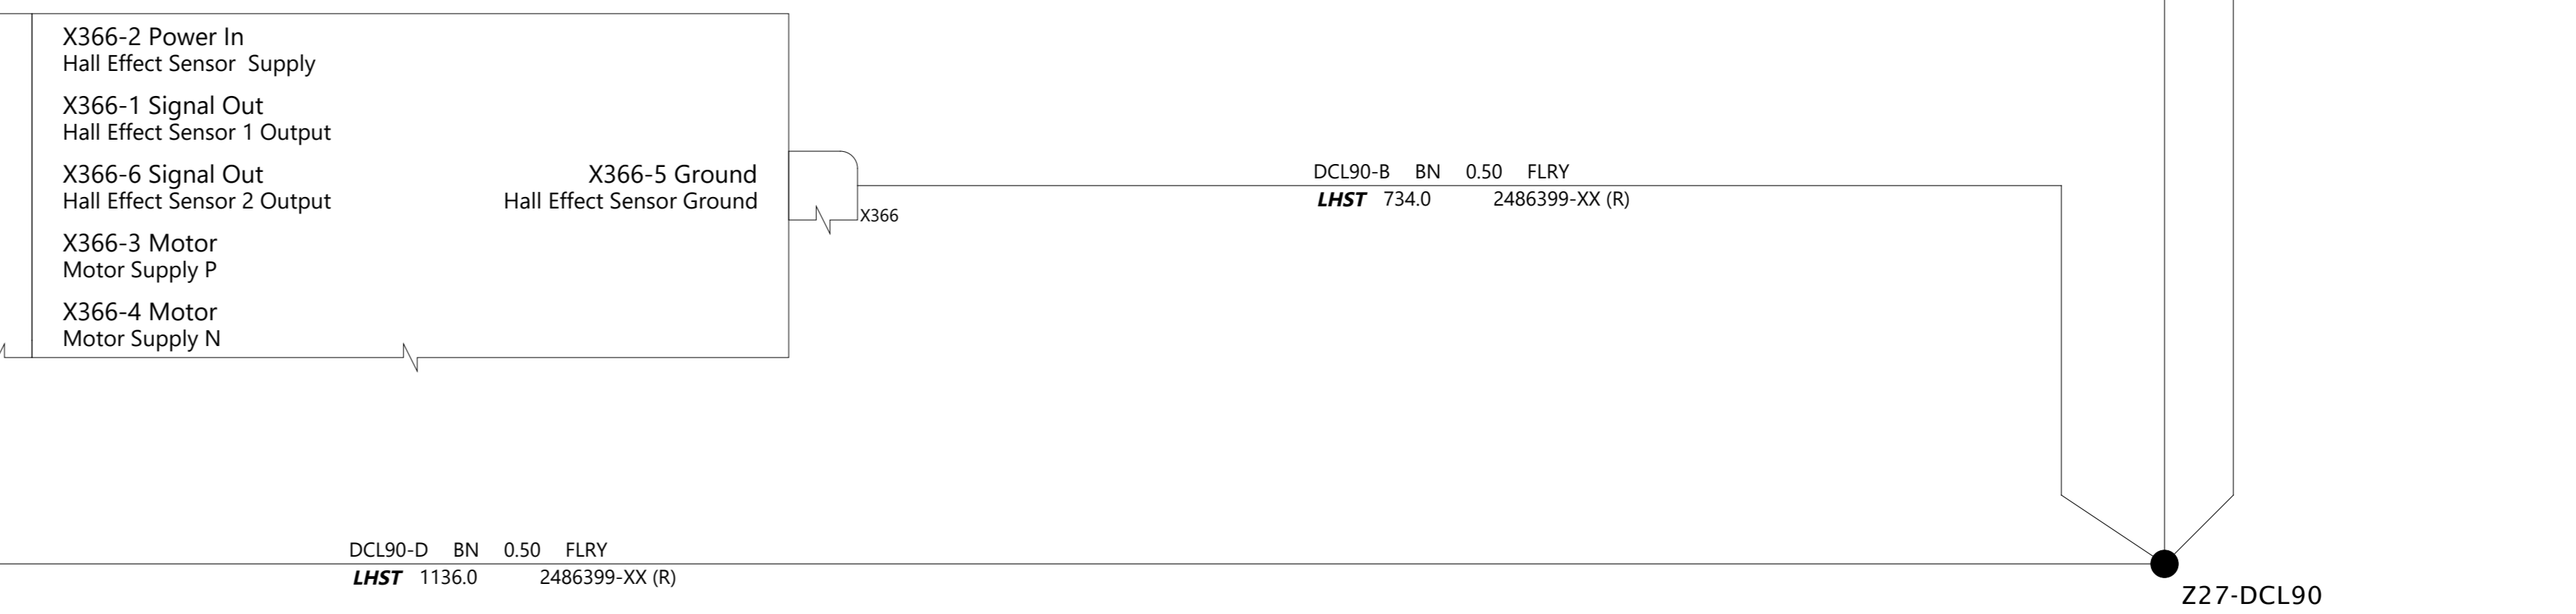 X366-2 Power In
Hall Effect Sensor  Supply
X366-1 Signal Out
Hall Effect Sensor 1 Output
X366-6 Signal Out
Hall Effect Sensor 2 Output
X366-3 Motor
Motor Supply P
X366-4 Motor
Motor Supply N
X366-5 Ground
Hall Effect Sensor Ground
X366
DCL90-B BN 0.50 FLRY
LHST 734.0 2486399-XX (R)
DCL90-D BN 0.50 FLRY
LHST 1136.0 2486399-XX (R)
Z27-DCL90